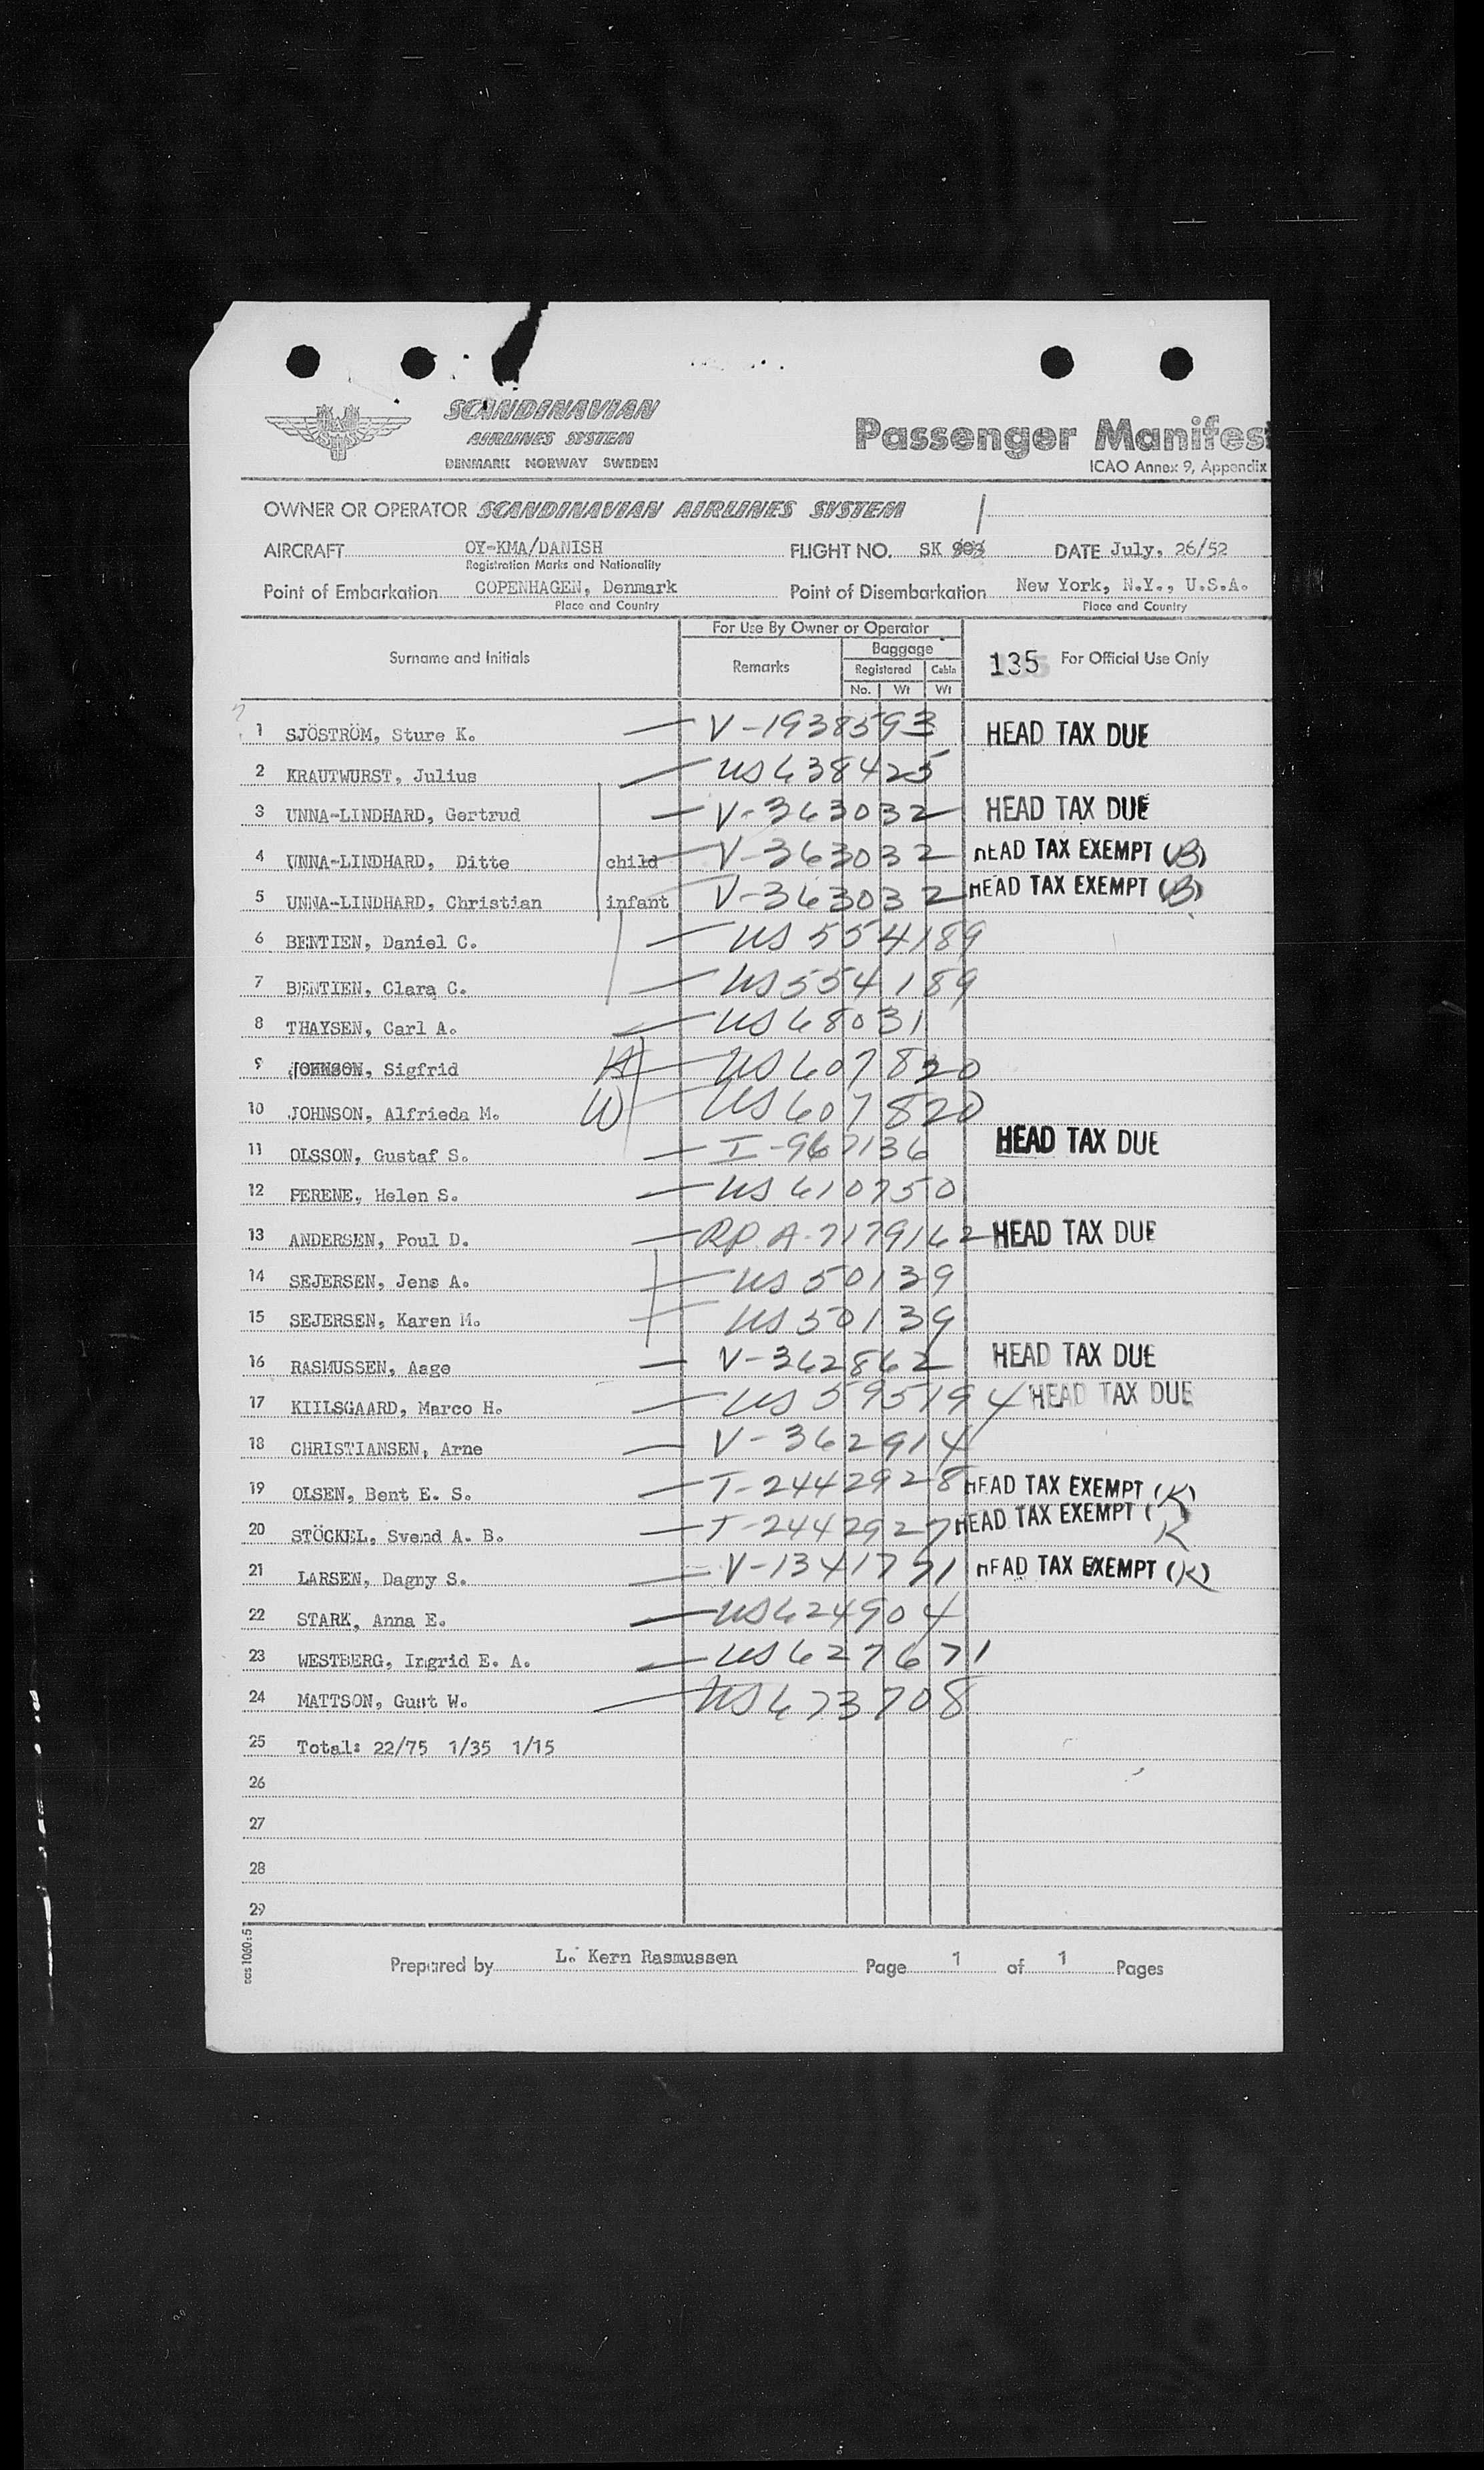 SCANDINAVIAN
AIRLINES SYSTEM
DENMARK NORWAY SWEDEN
Passenger Manifes
ICAO Annex 9, Appendix
OWNER OR OPERATOR SCANDINAVIAN AIRLINES SYSTEM
AIRCRAFT OY-KMA/DANISH FLIGHT NO. SK 903 DATE July, 26/52
Registration Marks and Nationality
Point of Embarkation COPENHAGEN, Denmark Point of Disembarkation New York, N.Y., U.S.A.
Place and Country Place and Country
For Use By Owner or Operator
Surname and Initials Remarks Baggage 135 For Official Use Only
Registered Cabin
No. Wt Wt
1 SJÖSTRÖM, Sture K. V-1938593 HEAD TAX DUE
2 KRAUTWURST, Julius US 638425
3 UNNA-LINDHARD, Gertrud V-363032 HEAD TAX DUE
4 UNNA-LINDHARD, Ditte child V-363032 HEAD TAX EXEMPT (B)
5 UNNA-LINDHARD, Christian infant V-363032 HEAD TAX EXEMPT (B)
6 BENTIEN, Daniel C. US 554189
7 BENTIEN, Clara C. US 554189
8 THAYSEN, Carl A. US 68031
9 JOHNSON, Sigfrid H US 607820
10 JOHNSON, Alfrieda M. W US 607820
11 OLSSON, Gustaf S. I-967136 HEAD TAX DUE
12 PERENE, Helen S. US 610750
13 ANDERSEN, Poul D. RP. A-7179162 HEAD TAX DUE
14 SEJERSEN, Jens A. US 50139
15 SEJERSEN, Karen M. US 50139
16 RASMUSSEN, Aage V-362862 HEAD TAX DUE
17 KIILSGAARD, Marco H. US 595194 HEAD TAX DUE
18 CHRISTIANSEN, Arne V-362914
19 OLSEN, Bent E. S. T-2442928 HEAD TAX EXEMPT (K)
20 STÖCKEL, Svend A. B. T-2442927 HEAD TAX EXEMPT (K)
21 LARSEN, Dagny S. V-1341771 HEAD TAX EXEMPT (K)
22 STARK, Anna E. US 624904
23 WESTBERG, Ingrid E. A. US 627671
24 MATTSON, Gust W. US 673708
25 Total: 22/75 1/35 1/15
26
27
28
29
Prepared by L. Kern Rasmussen Page 1 of 1 Pages